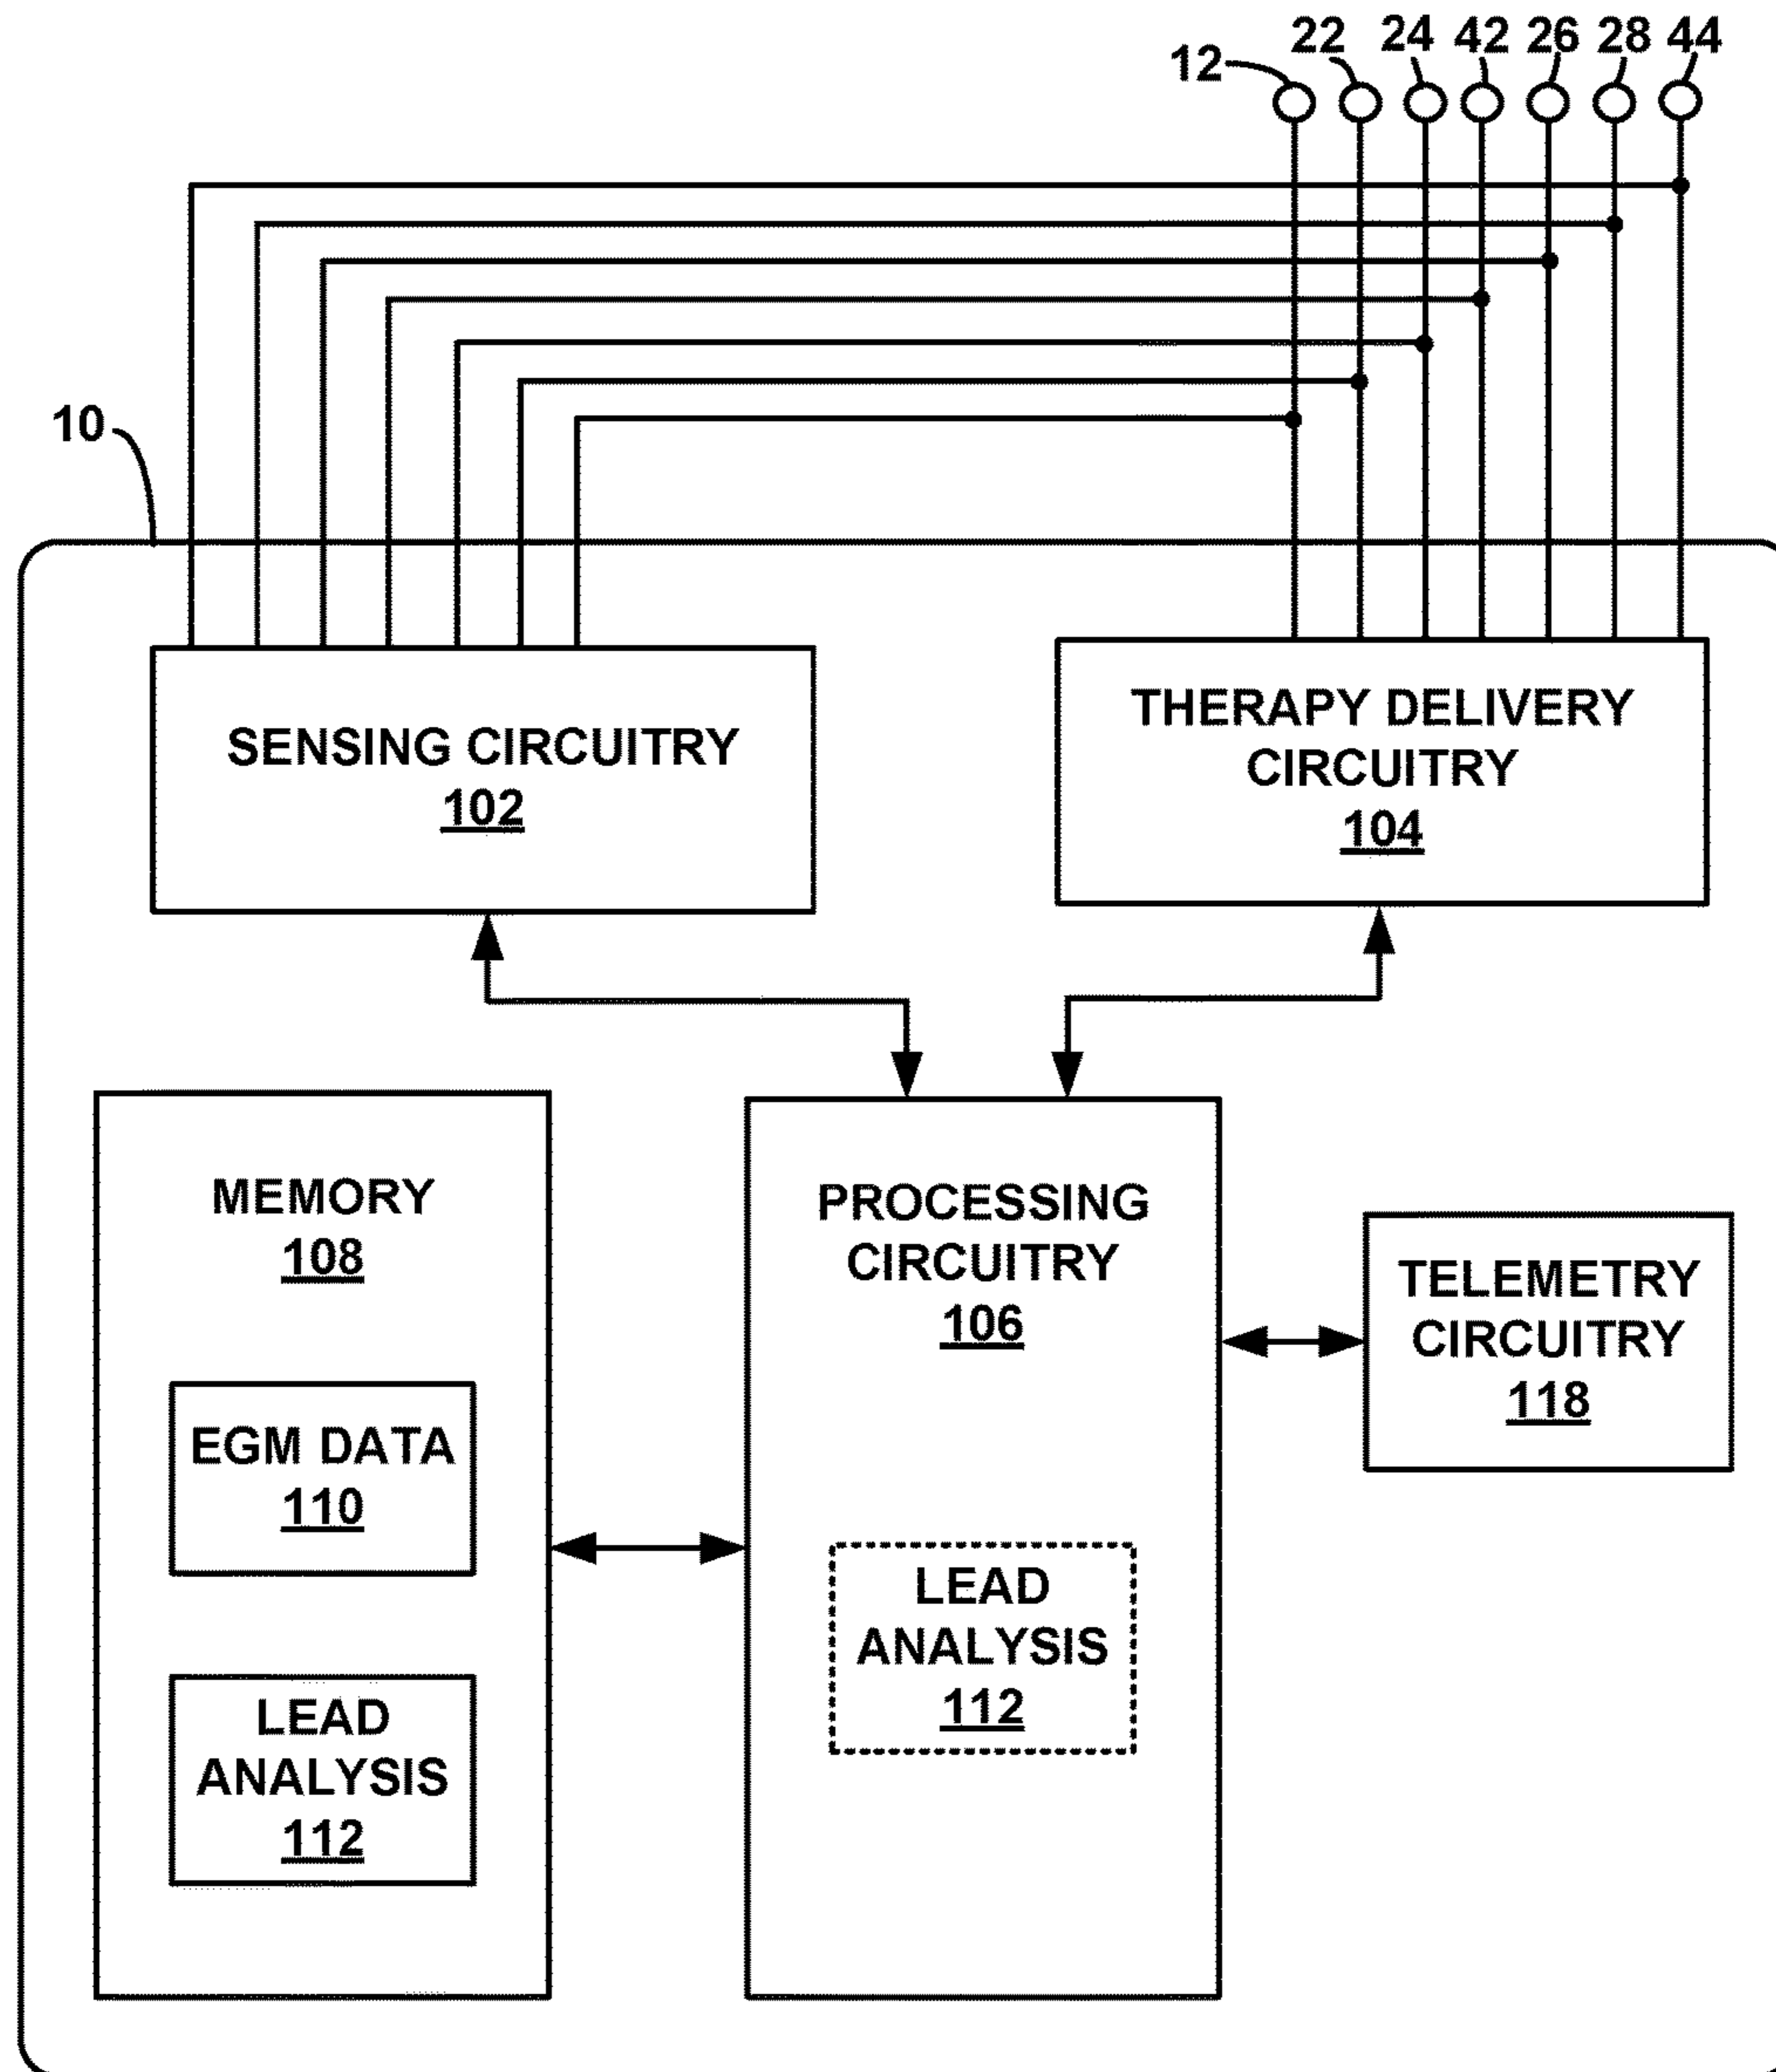 12 22 24 42 26 28 44
10
SENSING CIRCUITRY
102
THERAPY DELIVERY
CIRCUITRY
104
MEMORY
108
EGM DATA
110
LEAD
ANALYSIS
112
PROCESSING
CIRCUITRY
106
LEAD
ANALYSIS
112
TELEMETRY
CIRCUITRY
118